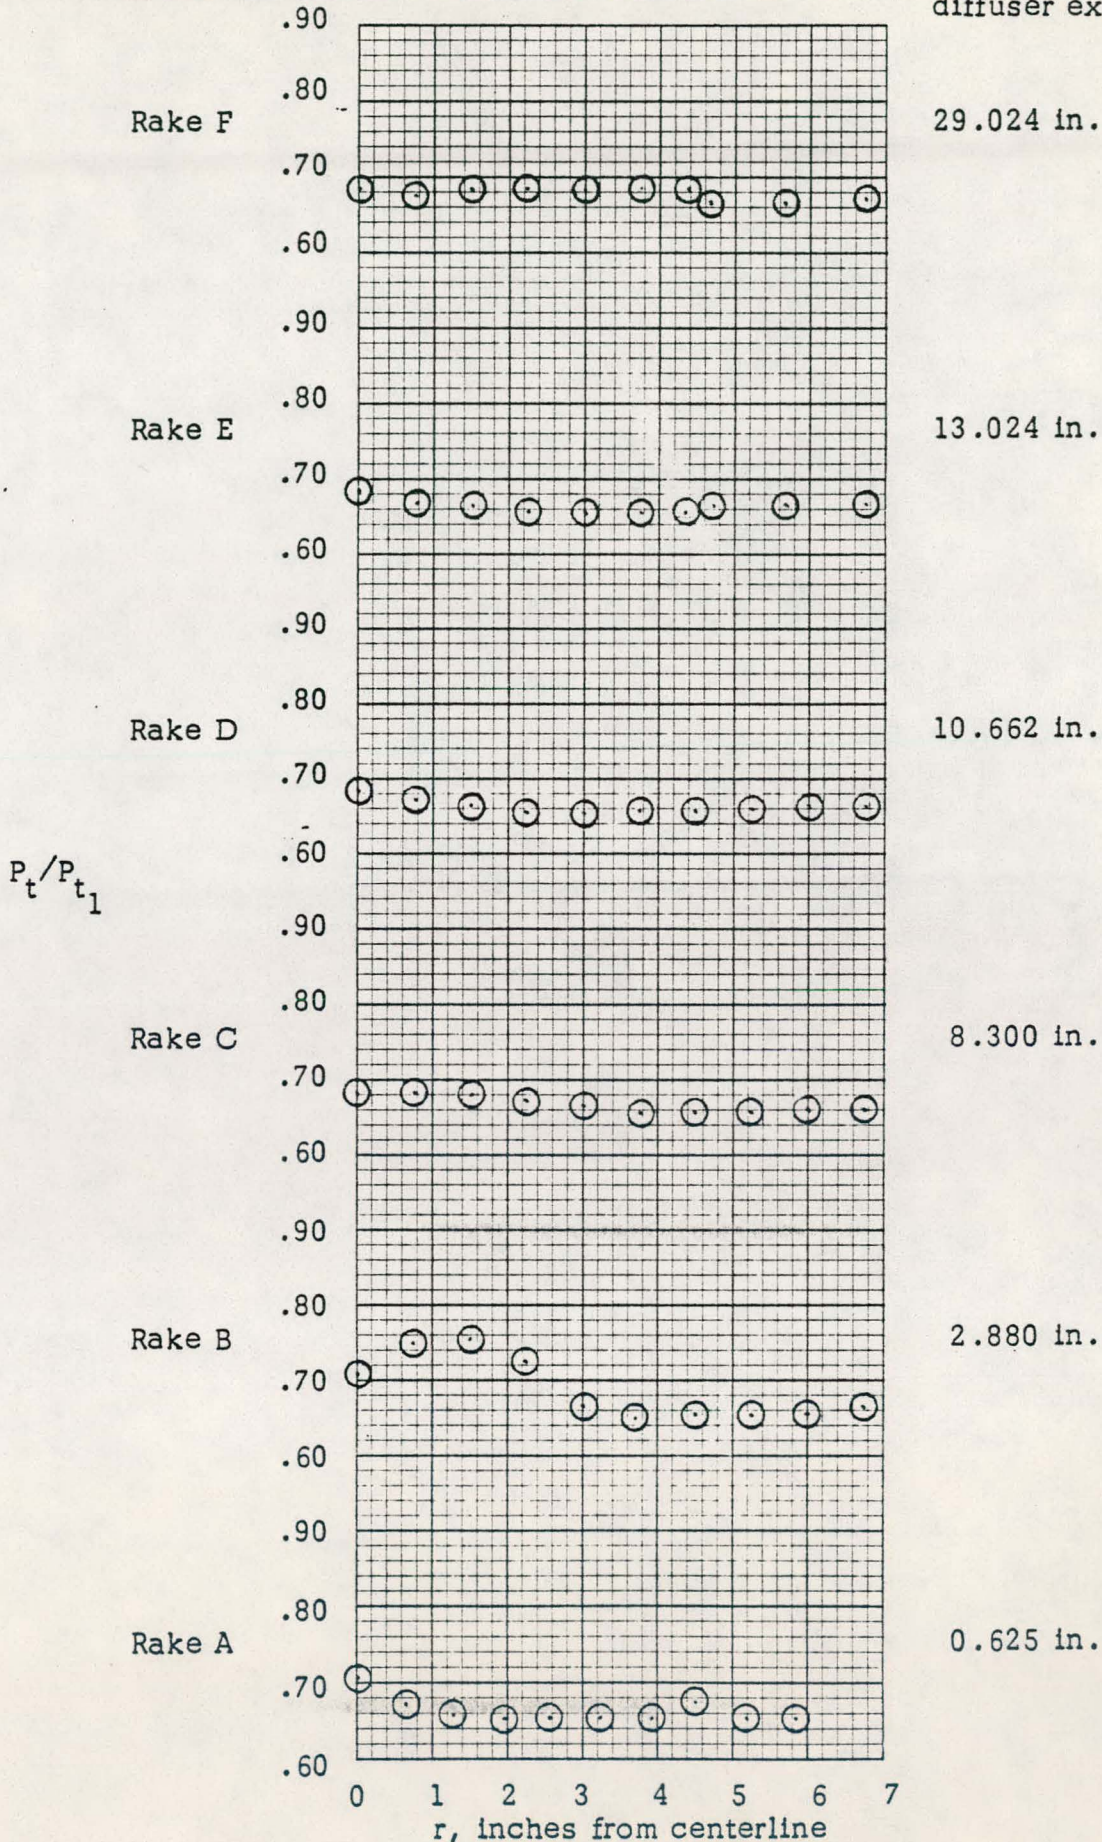 diffuser ex
.90
.80
Rake F 29.024 in.
.70
.60
.90
.80
Rake E 13.024 in.
.70
.60
.90
.80
Rake D 10.662 in.
.70
.60
Pt/Pt1
.90
.80
Rake C 8.300 in.
.70
.60
.90
.80
Rake B 2.880 in.
.70
.60
.90
.80
Rake A 0.625 in.
.70
.60
0 1 2 3 4 5 6 7
r, inches from centerline